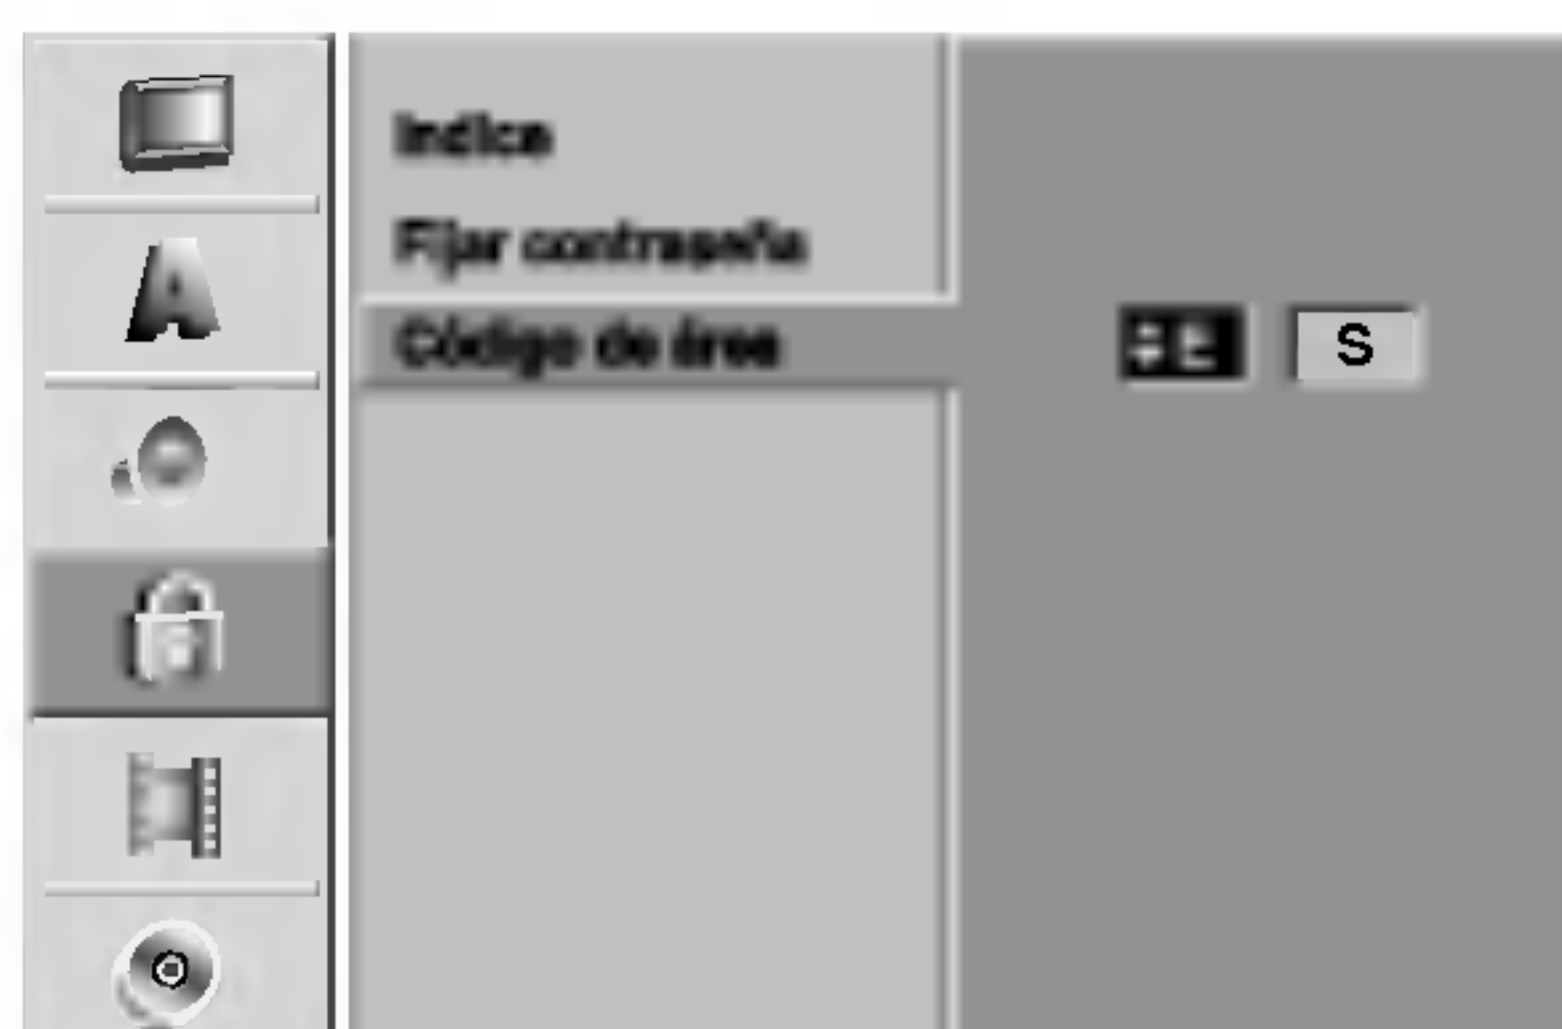 A
Indice
Fijar contraseña
Código de área
S